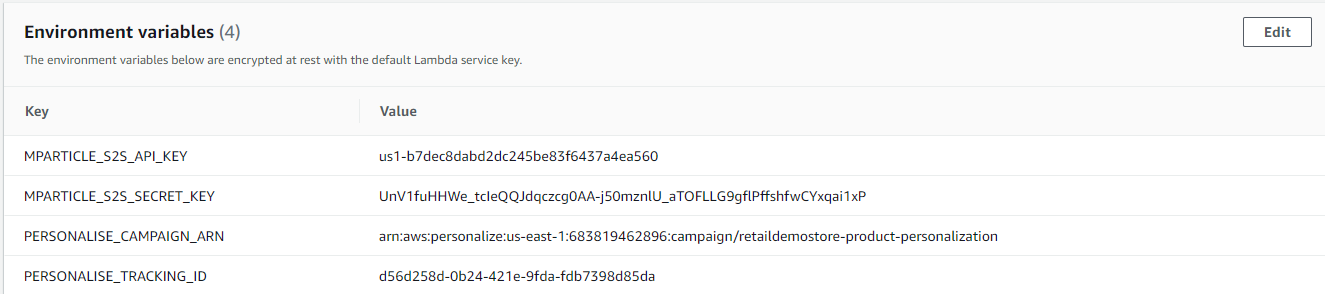 Environment variables (4)
Edit
The environment variables below are encrypted at rest with the default Lambda service key.
Key Value
MPARTICLE_S2S_API_KEY us1-b7dec8dabd2dc245be83f6437a4ea560
MPARTICLE_S2S_SECRET_KEY UnV1fuHHWe_tcIeQQJdqczcg0AA-j50mznlU_aTOFLLG9gflPffshfwCYxqai1xP
PERSONALISE_CAMPAIGN_ARN arn:aws:personalize:us-east-1:683819462896:campaign/retaildemostore-product-personalization
PERSONALISE_TRACKING_ID d56d258d-0b24-421e-9fda-fdb7398d85da